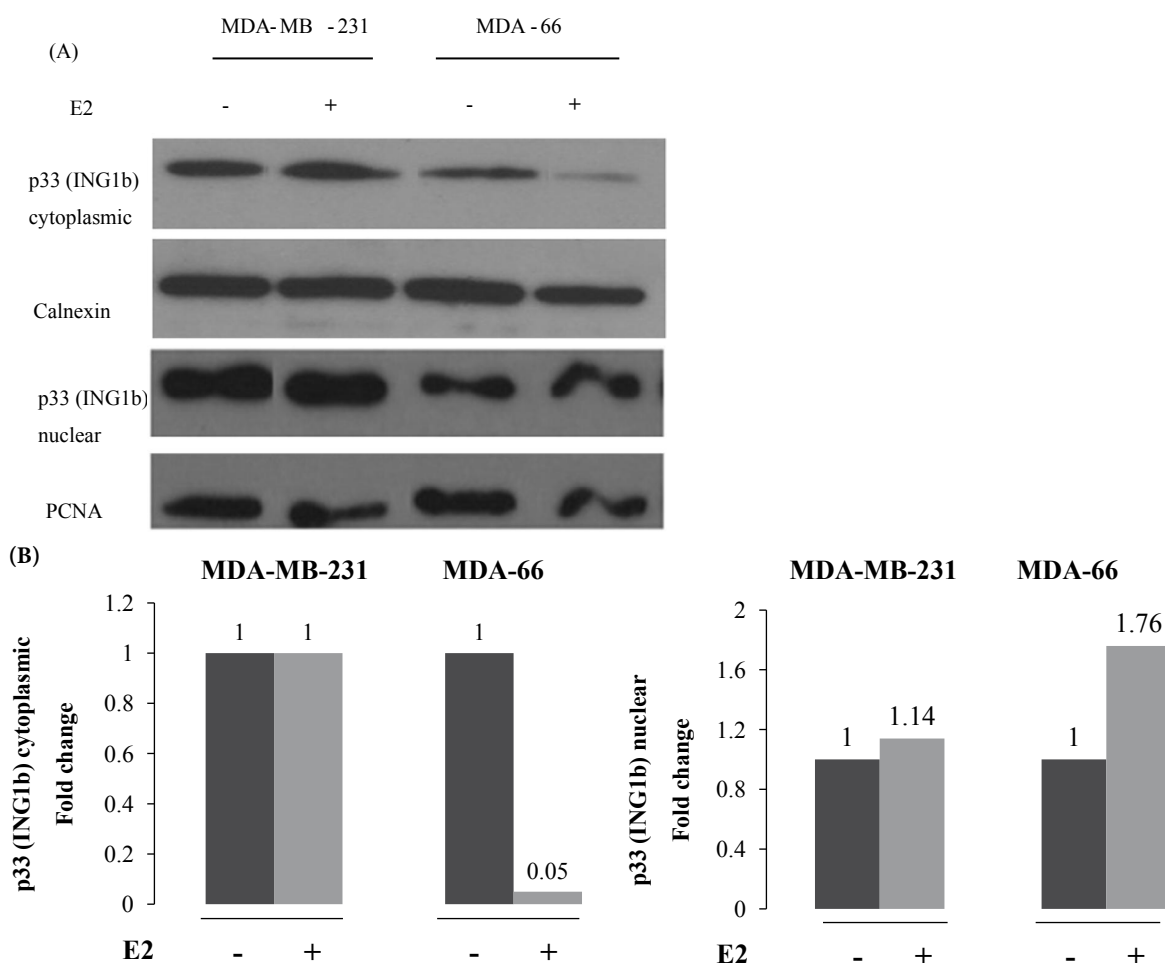 MDA-MB -231 MDA -66
(A)
E2 - + - +
p33 (ING1b)
cytoplasmic
Calnexin
p33 (ING1b)
nuclear
PCNA
(B)
MDA-MB-231 MDA-66
p33 (ING1b) cytoplasmic
Fold change
1.2
1
0.8
0.6
0.4
0.2
0
1 1 1 0.05
E2 - + - +
MDA-MB-231 MDA-66
p33 (ING1b) nuclear
Fold change
2
1.6
1.2
0.8
0.4
0
1 1.14 1 1.76
E2 - + - +